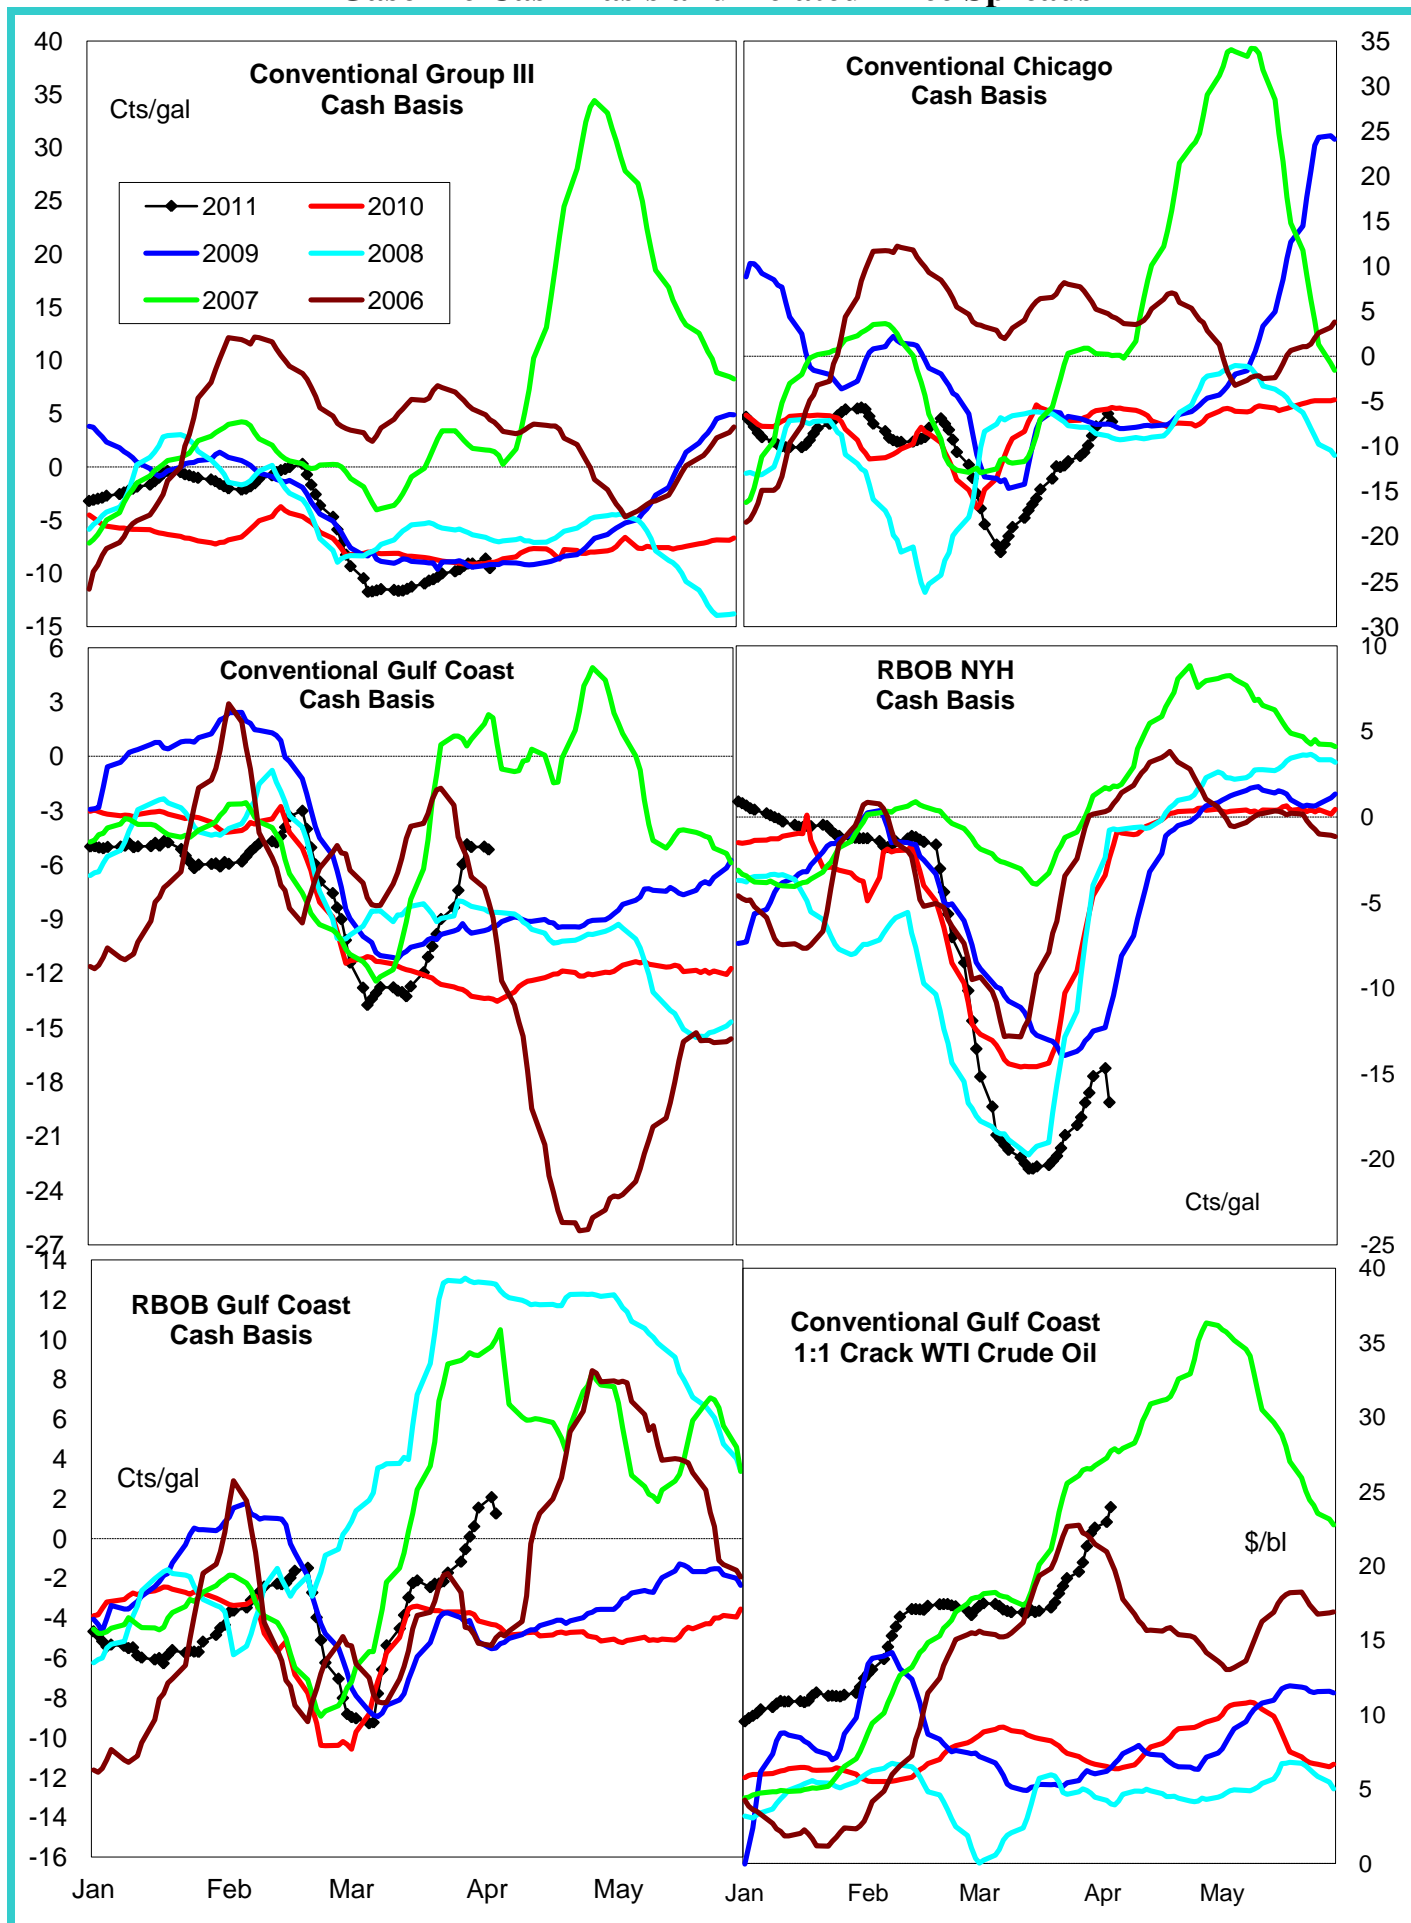 Conventional Group III
Cash Basis
Cts/gal
2011
2010
2009
2008
2007
2006
40
35
30
25
20
15
10
5
0
-5
-10
-15
Conventional Chicago
Cash Basis
35
30
25
20
15
10
5
0
-5
-10
-15
-20
-25
-30
Conventional Gulf Coast
Cash Basis
6
3
0
-3
-6
-9
-12
-15
-18
-21
-24
-27
RBOB NYH
Cash Basis
Cts/gal
10
5
0
-5
-10
-15
-20
-25
RBOB Gulf Coast
Cash Basis
Cts/gal
14
12
10
8
6
4
2
0
-2
-4
-6
-8
-10
-12
-14
-16
Jan
Feb
Mar
Apr
May
Conventional Gulf Coast
1:1 Crack WTI Crude Oil
$/bl
40
35
30
25
20
15
10
5
0
Jan
Feb
Mar
Apr
May